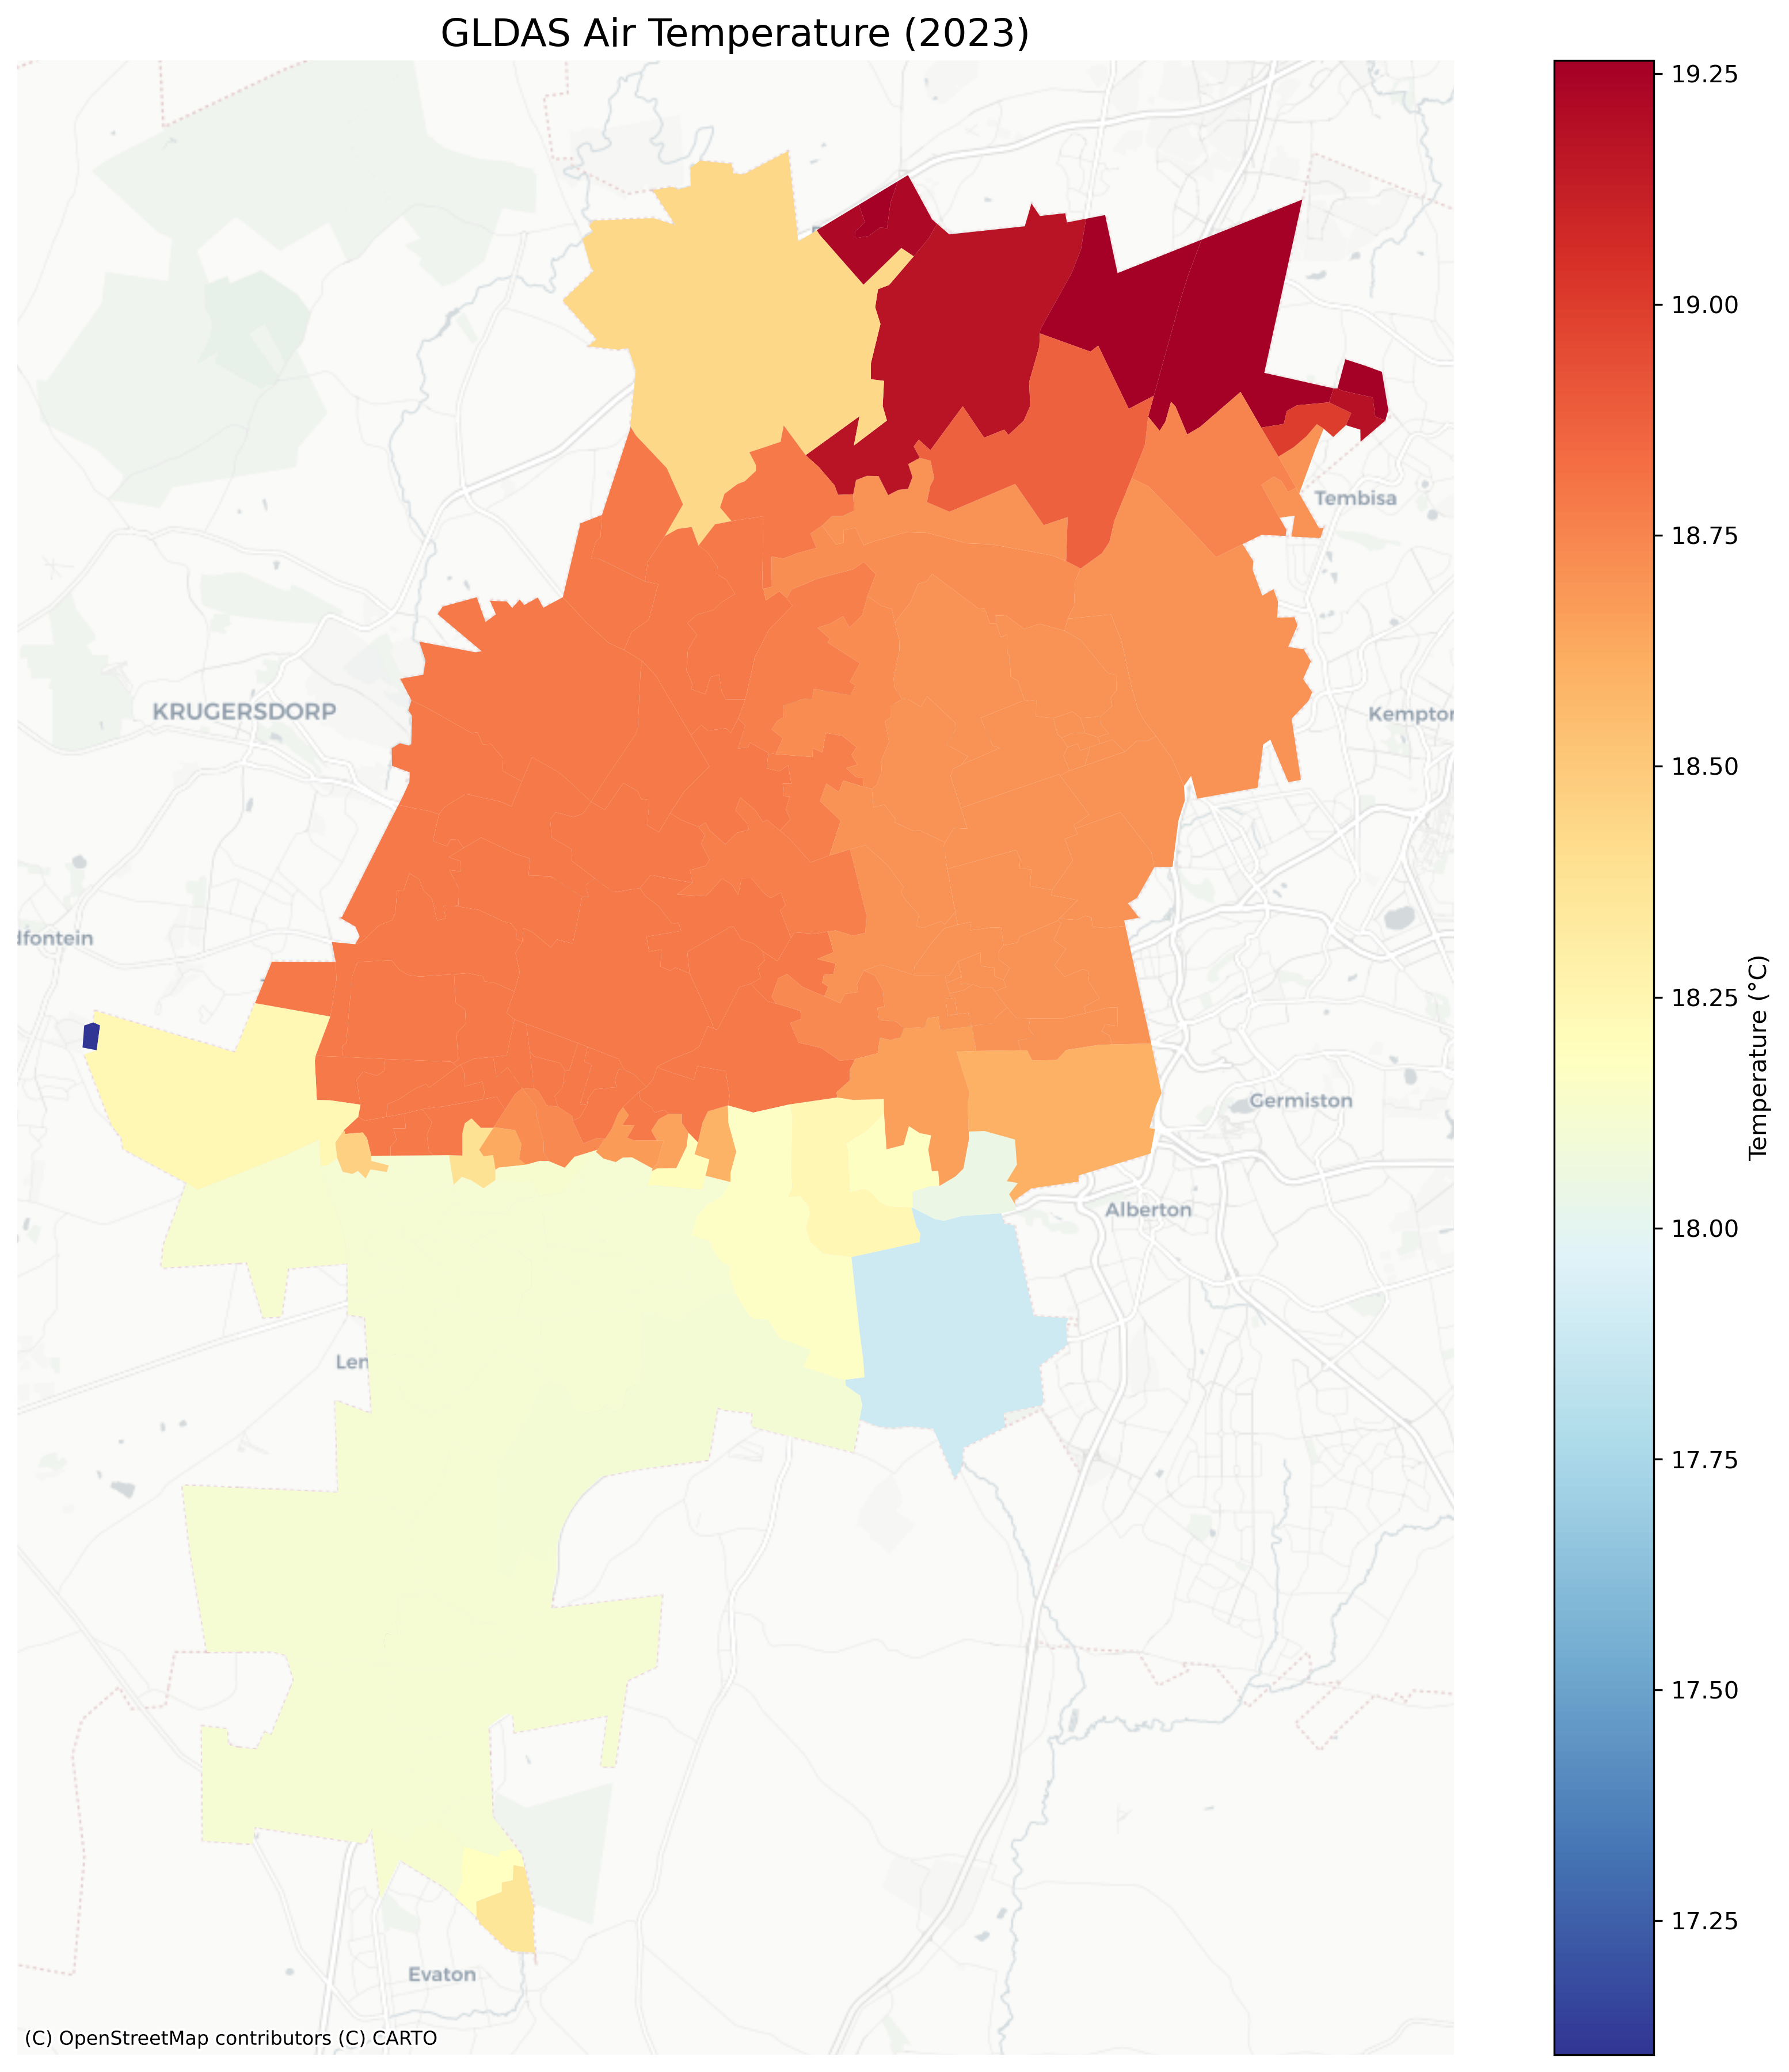 GLDAS Air Temperature (2023)
19.25
19.00
18.75
18.50
18.25
18.00
17.75
17.50
17.25
Temperature (°C)
Tembisa
KRUGERSDORP
Kempton
dfontein
Germiston
Alberton
Len
Evaton
(C) OpenStreetMap contributors (C) CARTO